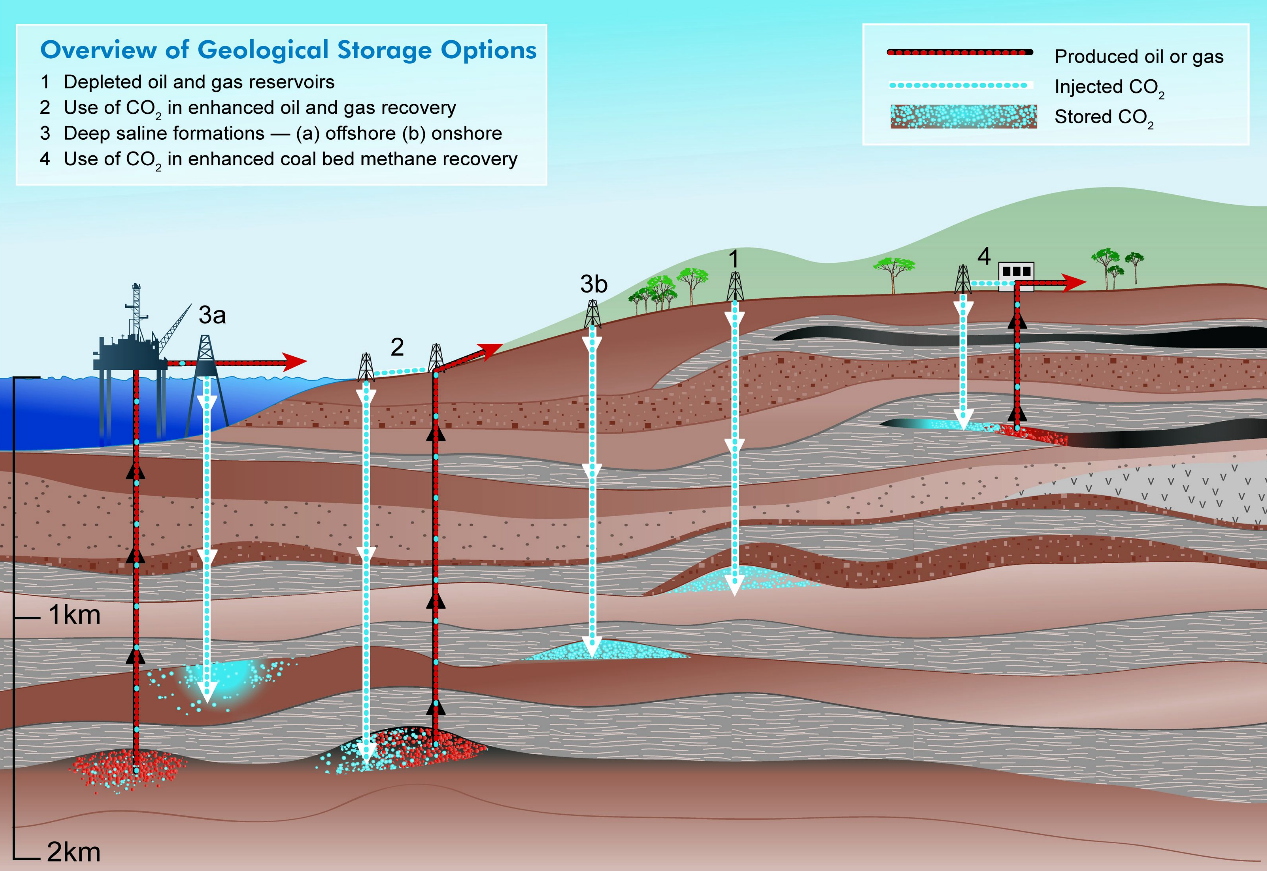 Overview of Geological Storage Options
1 Depleted oil and gas reservoirs
2 Use of CO₂ in enhanced oil and gas recovery
3 Deep saline formations — (a) offshore (b) onshore
4 Use of CO₂ in enhanced coal bed methane recovery
Produced oil or gas
Injected CO₂
Stored CO₂
3a
2
3b
1
4
1km
2km